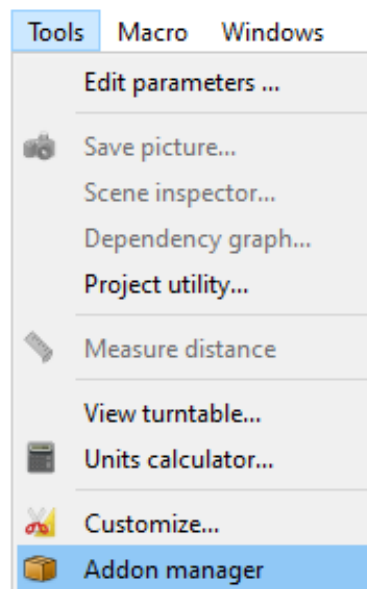 Tools Macro Windows
Edit parameters ...
Save picture...
Scene inspector...
Dependency graph...
Project utility...
Measure distance
View turntable...
Units calculator...
Customize...
Addon manager